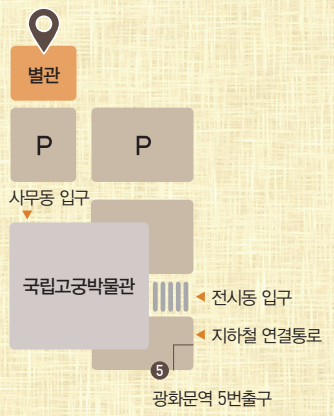 별관
P
P
사무동 입구
국립고궁박물관
전시동 입구
지하철 연결통로
5
광화문역 5번출구